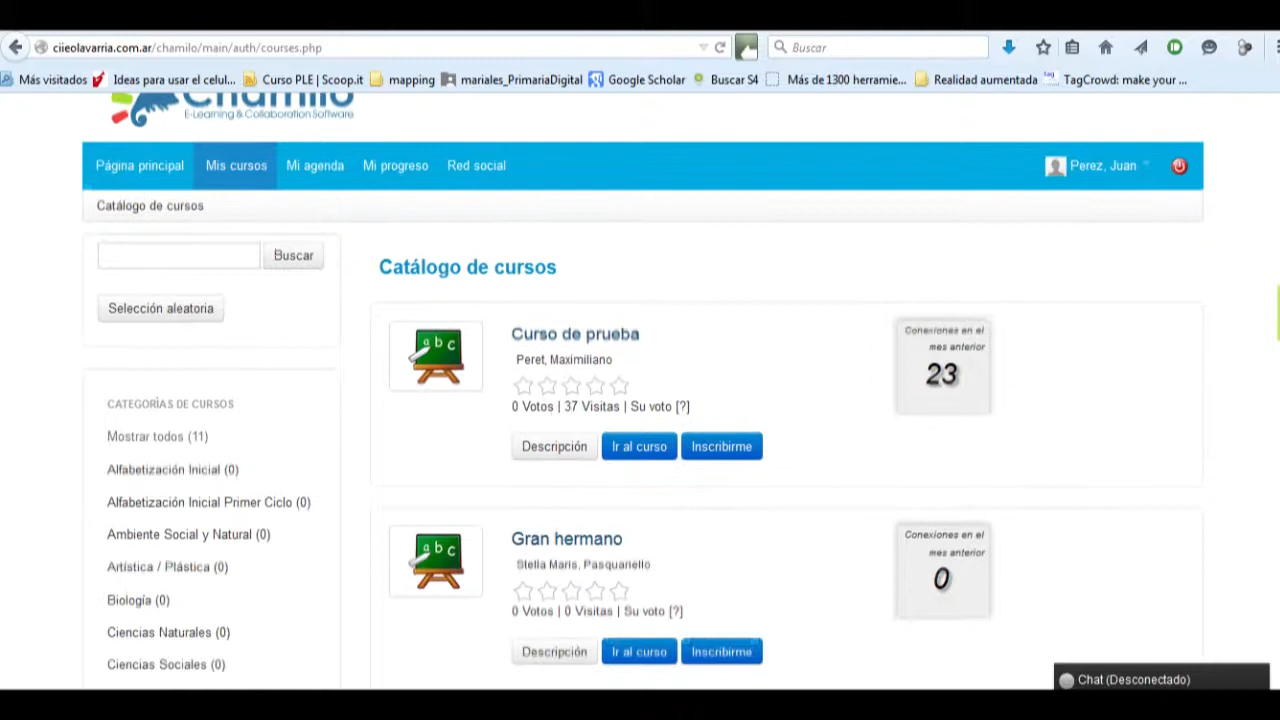 ciieolavarria.com.ar/chamilo/main/auth/courses.php
Buscar
Más visitados
Ideas para usar el celul...
Curso PLE | Scoop.it
mapping
mariales_PrimariaDigital
Google Scholar
Buscar S4
Más de 1300 herramie...
Realidad aumentada
tag
TagCrowd: make your ...
Chamilo
E-Learning & Collaboration Software
Página principal
Mis cursos
Mi agenda
Mi progreso
Red social
Perez, Juan
Catálogo de cursos
Buscar
Selección aleatoria
CATEGORÍAS DE CURSOS
Mostrar todos (11)
Alfabetización Inicial (0)
Alfabetización Inicial Primer Ciclo (0)
Ambiente Social y Natural (0)
Artística / Plástica (0)
Biología (0)
Ciencias Naturales (0)
Ciencias Sociales (0)
Catálogo de cursos
a b c
Curso de prueba
Peret, Maximiliano
0 Votos | 37 Visitas | Su voto [?]
Descripción
Ir al curso
Inscribirme
Conexiones en el
mes anterior
23
a b c
Gran hermano
Stella Maris, Pasquariello
0 Votos | 0 Visitas | Su voto [?]
Descripción
Ir al curso
Inscribirme
Conexiones en el
mes anterior
0
Chat (Desconectado)